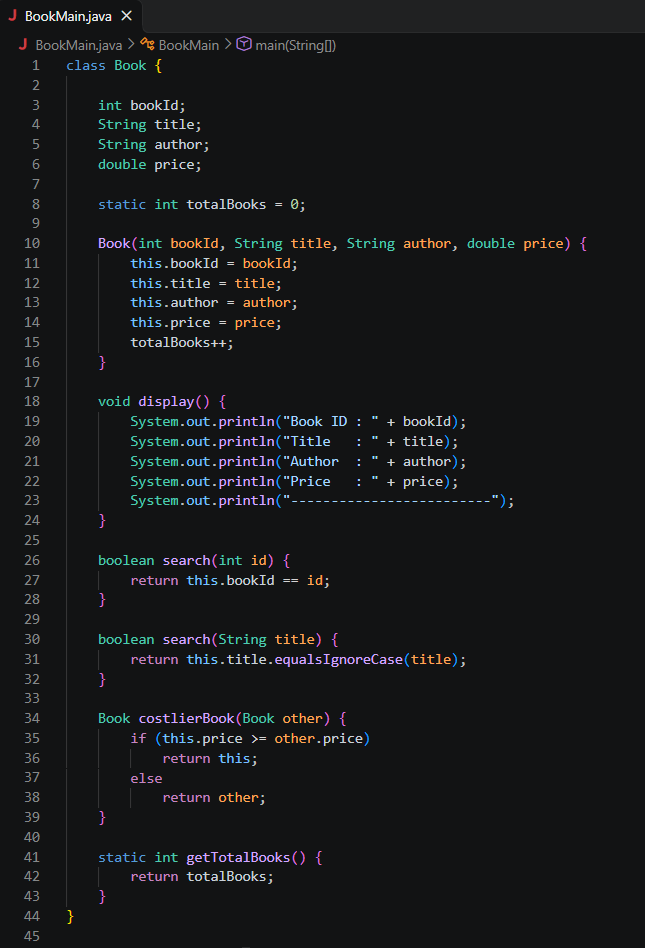 J BookMain.java ×
J BookMain.java > BookMain > main(String[])
1 class Book {
2
3     int bookId;
4     String title;
5     String author;
6     double price;
7
8     static int totalBooks = 0;
9
10     Book(int bookId, String title, String author, double price) {
11         this.bookId = bookId;
12         this.title = title;
13         this.author = author;
14         this.price = price;
15         totalBooks++;
16     }
17
18     void display() {
19         System.out.println("Book ID : " + bookId);
20         System.out.println("Title   : " + title);
21         System.out.println("Author  : " + author);
22         System.out.println("Price   : " + price);
23         System.out.println("-------------------------");
24     }
25
26     boolean search(int id) {
27         return this.bookId == id;
28     }
29
30     boolean search(String title) {
31         return this.title.equalsIgnoreCase(title);
32     }
33
34     Book costlierBook(Book other) {
35         if (this.price >= other.price)
36             return this;
37         else
38             return other;
39     }
40
41     static int getTotalBooks() {
42         return totalBooks;
43     }
44 }
45